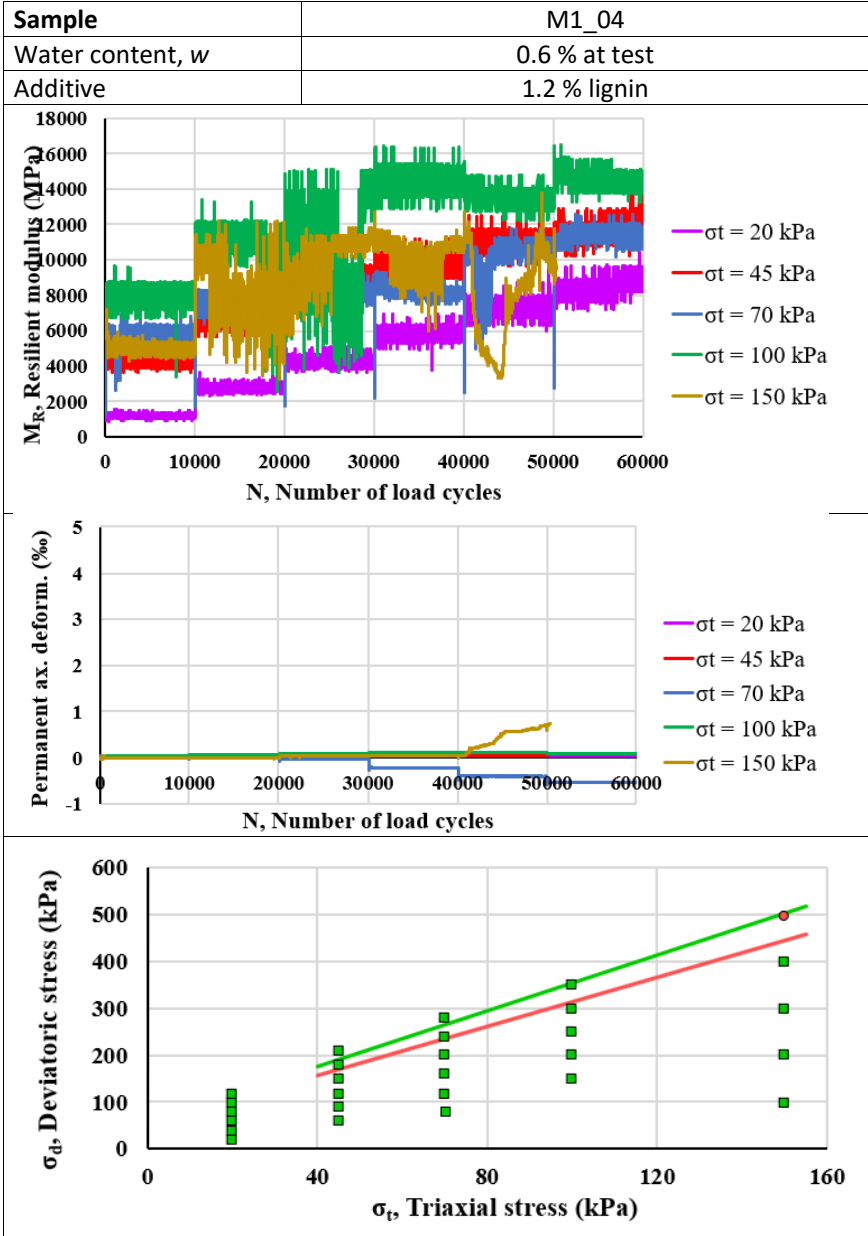 Sample M1_04
Water content, w 0.6 % at test
Additive 1.2 % lignin
MR, Resilient modulus (MPa)
18000
16000
14000
12000
10000
8000
6000
4000
2000
0
0 10000 20000 30000 40000 50000 60000
N, Number of load cycles
σt = 20 kPa
σt = 45 kPa
σt = 70 kPa
σt = 100 kPa
σt = 150 kPa
Permanent ax. deform. (‰)
5
4
3
2
1
0
-1
0 10000 20000 30000 40000 50000 60000
N, Number of load cycles
σt = 20 kPa
σt = 45 kPa
σt = 70 kPa
σt = 100 kPa
σt = 150 kPa
σd, Deviatoric stress (kPa)
600
500
400
300
200
100
0
0 40 80 120 160
σt, Triaxial stress (kPa)